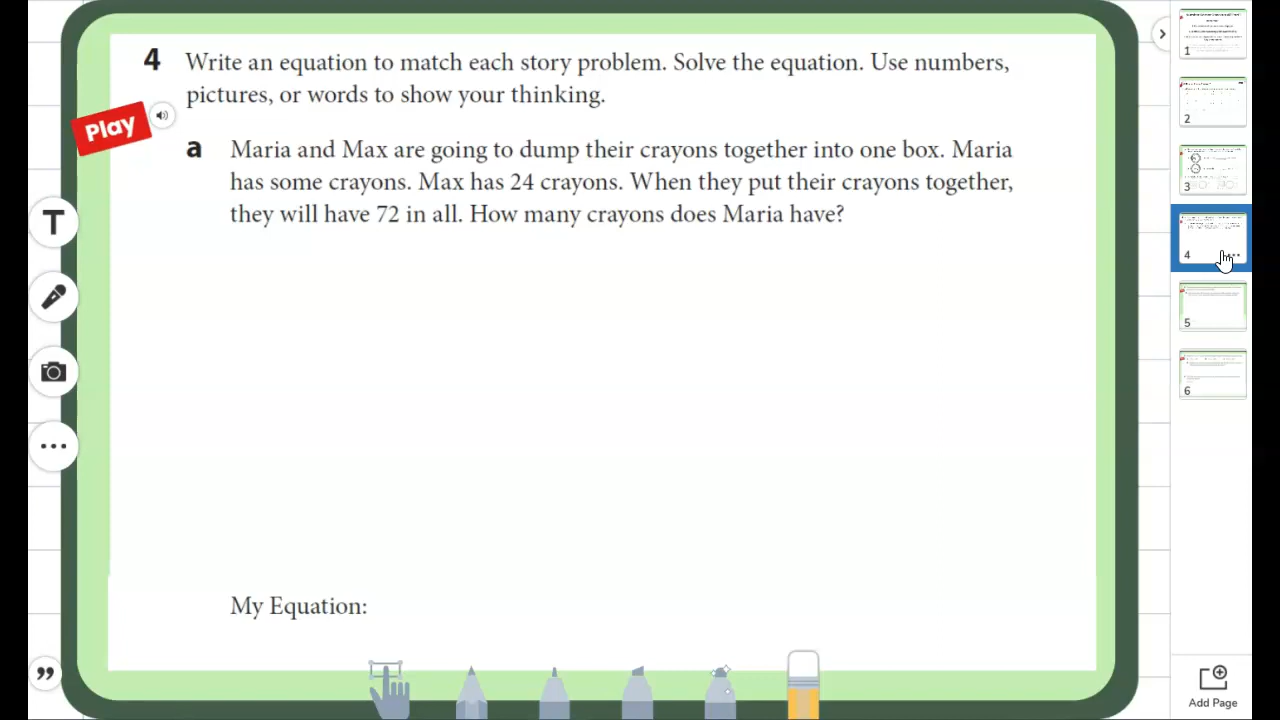 4 Write an equation to match each story problem. Solve the equation. Use numbers,
pictures, or words to show your thinking.
Play
a Maria and Max are going to dump their crayons together into one box. Maria
has some crayons. Max has 24 crayons. When they put their crayons together,
they will have 72 in all. How many crayons does Maria have?
T
My Equation:
1
2
3
4
5
6
Add Page